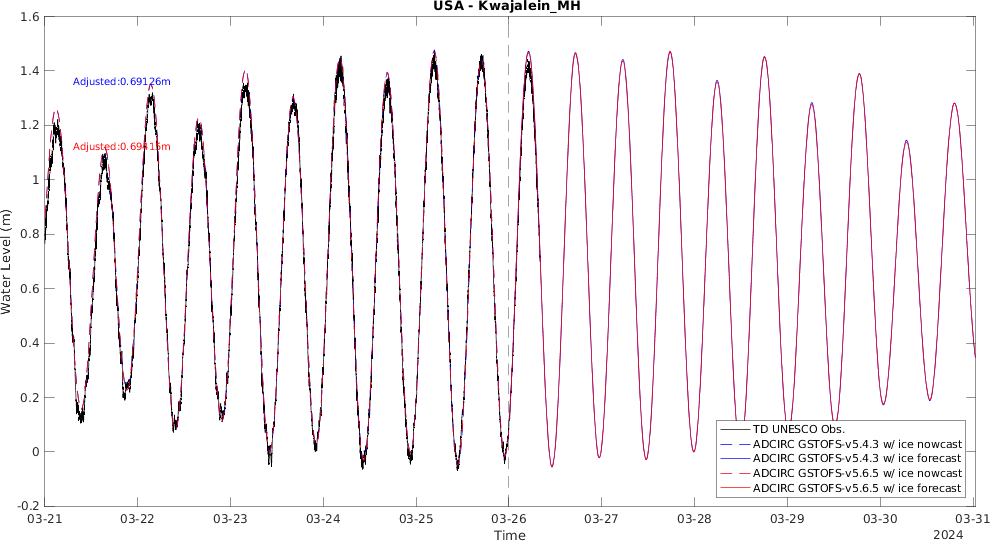 USA - Kwajalein_MH
1.6
1.4
1.2
1
0.8
0.6
0.4
0.2
0
-0.2
Water Level (m)
Adjusted:0.69126m
Adjusted:0.69415m
TD UNESCO Obs.
ADCIRC GSTOFS-v5.4.3 w/ ice nowcast
ADCIRC GSTOFS-v5.4.3 w/ ice forecast
ADCIRC GSTOFS-v5.6.5 w/ ice nowcast
ADCIRC GSTOFS-v5.6.5 w/ ice forecast
03-21 03-22 03-23 03-24 03-25 03-26 03-27 03-28 03-29 03-30 03-31
Time
2024